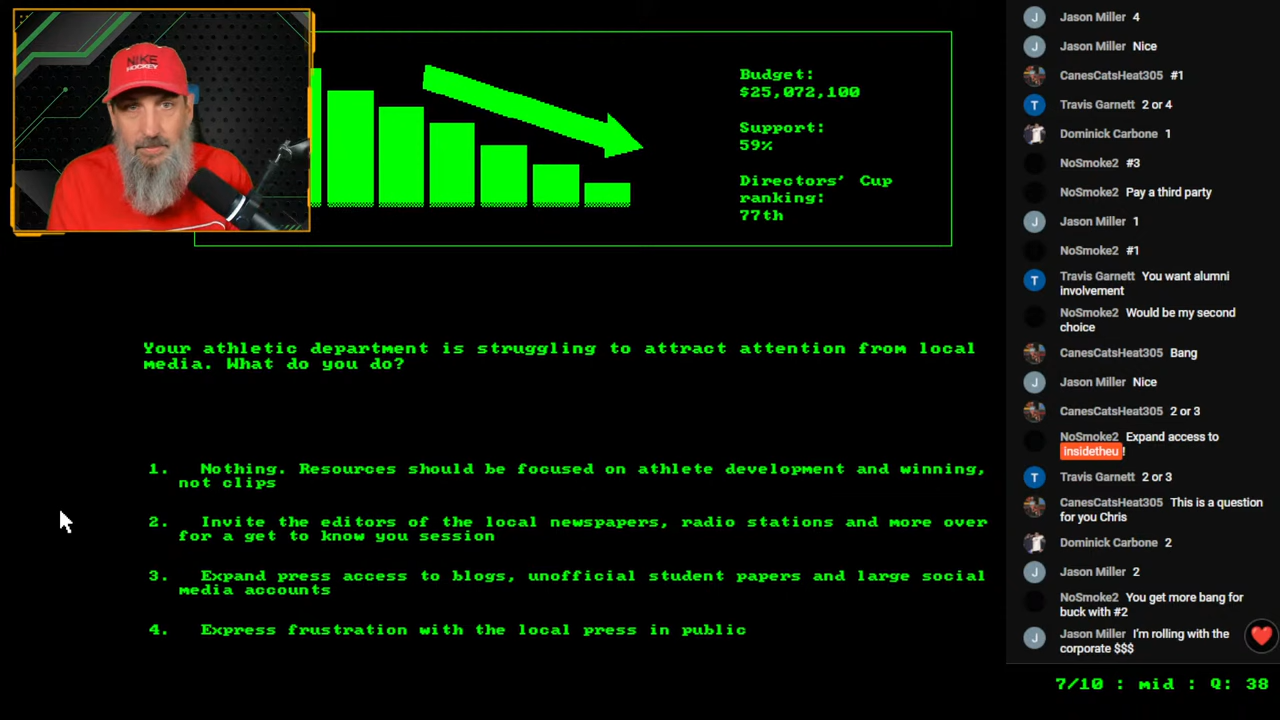 NIKE
HOCKEY
Budget:
$25,072,100
Support:
59%
Directors' Cup
ranking:
77th
Your athletic department is struggling to attract attention from local
media. What do you do?
1. Nothing. Resources should be focused on athlete development and winning,
not clips
2. Invite the editors of the local newspapers, radio stations and more over
for a get to know you session
3. Expand press access to blogs, unofficial student papers and large social
media accounts
4. Express frustration with the local press in public
J Jason Miller 4
J Jason Miller Nice
CanesCatsHeat305 #1
T Travis Garnett 2 or 4
Dominick Carbone 1
NoSmoke2 #3
NoSmoke2 Pay a third party
J Jason Miller 1
NoSmoke2 #1
T Travis Garnett You want alumni
involvement
NoSmoke2 Would be my second
choice
CanesCatsHeat305 Bang
J Jason Miller Nice
CanesCatsHeat305 2 or 3
NoSmoke2 Expand access to
insidetheu !
T Travis Garnett 2 or 3
CanesCatsHeat305 This is a question
for you Chris
Dominick Carbone 2
J Jason Miller 2
NoSmoke2 You get more bang for
buck with #2
J Jason Miller I'm rolling with the
corporate $$$
7/10 : mid : Q: 38